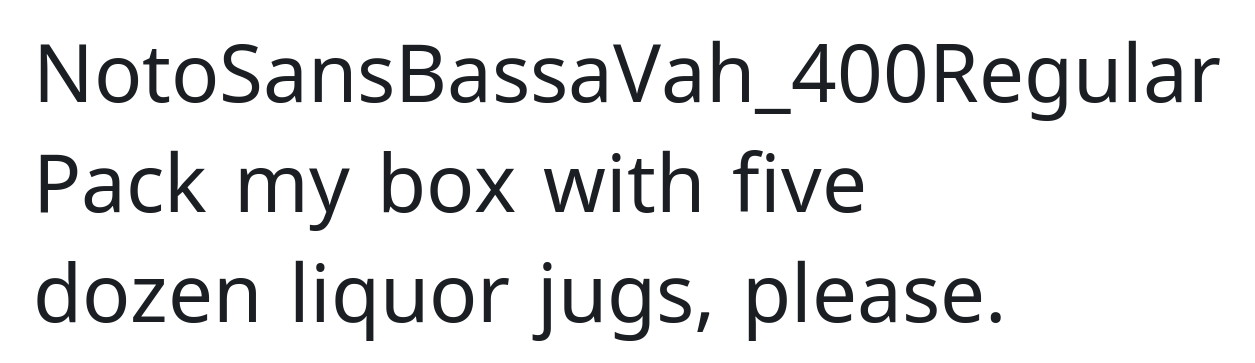 NotoSansBassaVah_400Regular
Pack my box with five
dozen liquor jugs, please.